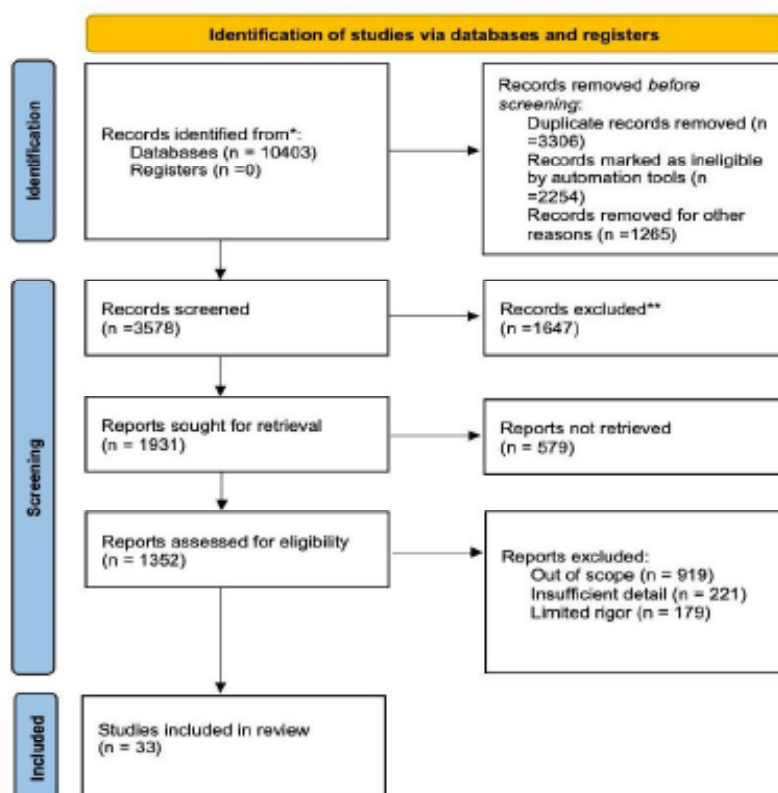 Identification of studies via databases and registers
Identification
Records identified from*:
Databases (n = 10403)
Registers (n =0)
Records removed before
screening:
Duplicate records removed (n
=3306)
Records marked as ineligible
by automation tools (n
=2254)
Records removed for other
reasons (n =1265)
Screening
Records screened
(n =3578)
Records excluded**
(n =1647)
Reports sought for retrieval
(n = 1931)
Reports not retrieved
(n = 579)
Reports assessed for eligibility
(n = 1352)
Reports excluded:
Out of scope (n = 919)
Insufficient detail (n = 221)
Limited rigor (n = 179)
Included
Studies included in review
(n = 33)